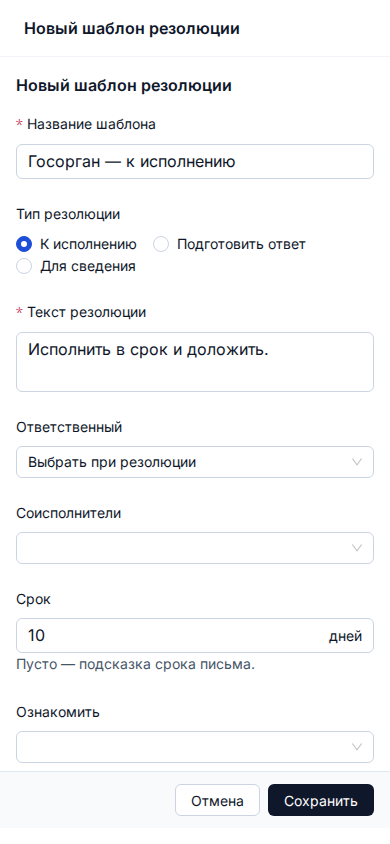 Новый шаблон резолюции
Новый шаблон резолюции
* Название шаблона
Госорган — к исполнению
Тип резолюции
К исполнению Подготовить ответ
Для сведения
* Текст резолюции
Исполнить в срок и доложить.
Ответственный
Выбрать при резолюции
Соисполнители
Срок
10 дней
Пусто — подсказка срока письма.
Ознакомить
Отмена Сохранить